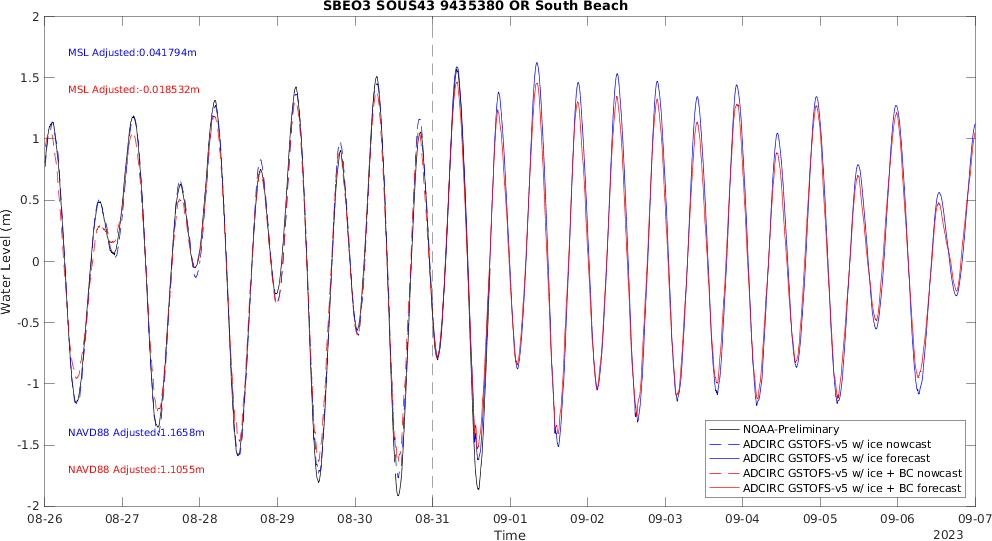 SBEO3 SOUS43 9435380 OR South Beach
Water Level (m)
2
1.5
1
0.5
0
-0.5
-1
-1.5
-2
MSL Adjusted:0.041794m
MSL Adjusted:-0.018532m
NAVD88 Adjusted:1.1658m
NAVD88 Adjusted:1.1055m
NOAA-Preliminary
ADCIRC GSTOFS-v5 w/ ice nowcast
ADCIRC GSTOFS-v5 w/ ice forecast
ADCIRC GSTOFS-v5 w/ ice + BC nowcast
ADCIRC GSTOFS-v5 w/ ice + BC forecast
08-26 08-27 08-28 08-29 08-30 08-31 09-01 09-02 09-03 09-04 09-05 09-06 09-07
Time
2023